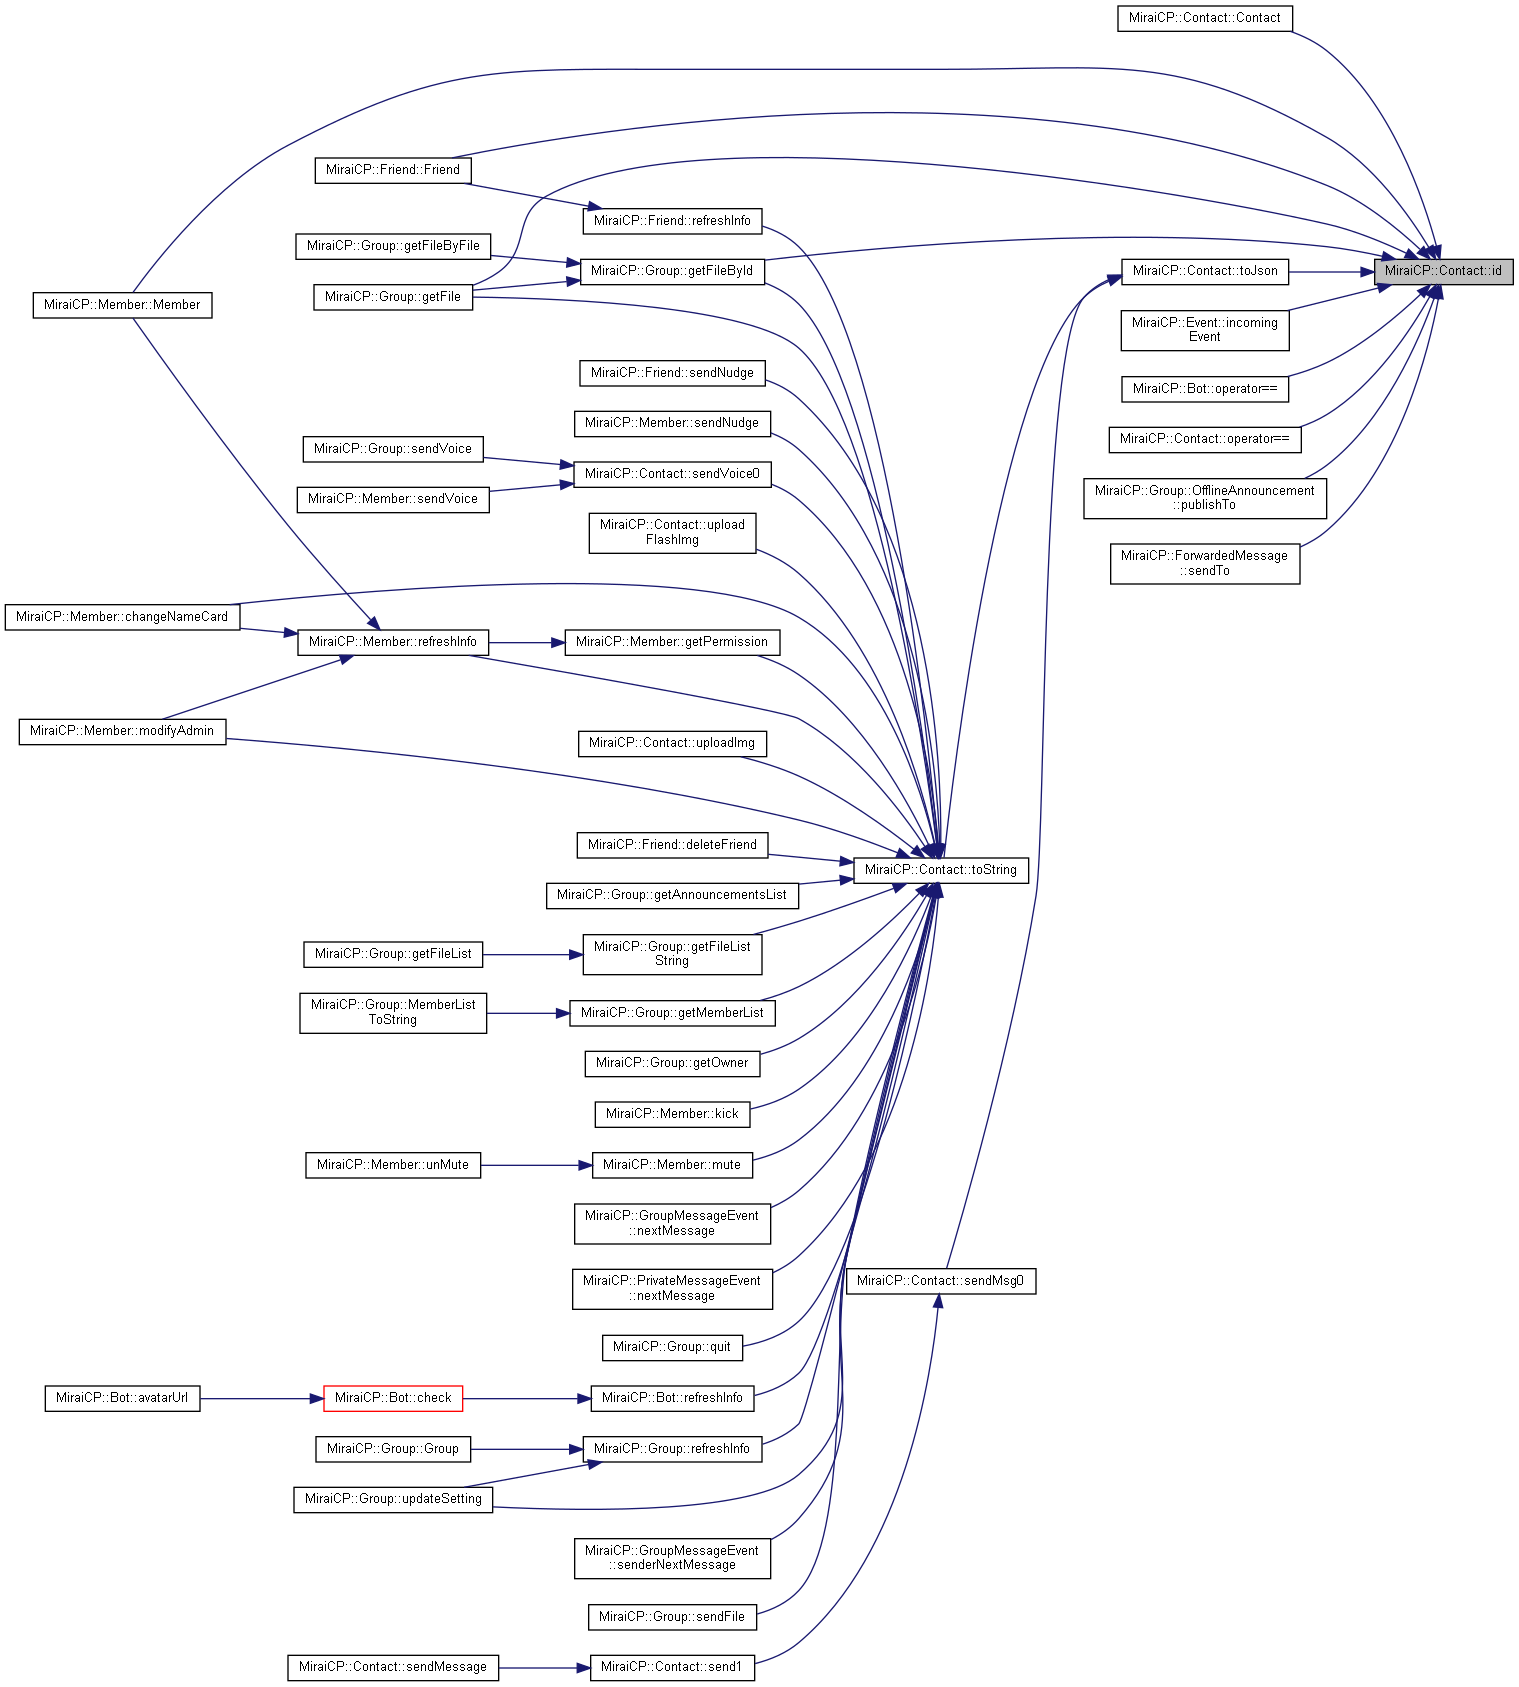 MiraiCP::Contact::Contact
MiraiCP::Friend::Friend
MiraiCP::Friend::refreshInfo
MiraiCP::Group::getFileByFile
MiraiCP::Group::getFileById
MiraiCP::Contact::toJson
MiraiCP::Contact::id
MiraiCP::Member::Member
MiraiCP::Group::getFile
MiraiCP::Event::incoming
Event
MiraiCP::Friend::sendNudge
MiraiCP::Bot::operator==
MiraiCP::Member::sendNudge
MiraiCP::Contact::operator==
MiraiCP::Group::sendVoice
MiraiCP::Contact::sendVoice0
MiraiCP::Member::sendVoice
MiraiCP::Group::OfflineAnnouncement
::publishTo
MiraiCP::Contact::upload
FlashImg
MiraiCP::ForwardedMessage
::sendTo
MiraiCP::Member::changeNameCard
MiraiCP::Member::refreshInfo
MiraiCP::Member::getPermission
MiraiCP::Member::modifyAdmin
MiraiCP::Contact::uploadImg
MiraiCP::Friend::deleteFriend
MiraiCP::Contact::toString
MiraiCP::Group::getAnnouncementsList
MiraiCP::Group::getFileList
MiraiCP::Group::getFileList
String
MiraiCP::Group::MemberList
ToString
MiraiCP::Group::getMemberList
MiraiCP::Group::getOwner
MiraiCP::Member::kick
MiraiCP::Member::unMute
MiraiCP::Member::mute
MiraiCP::GroupMessageEvent
::nextMessage
MiraiCP::PrivateMessageEvent
::nextMessage
MiraiCP::Contact::sendMsg0
MiraiCP::Group::quit
MiraiCP::Bot::avatarUrl
MiraiCP::Bot::check
MiraiCP::Bot::refreshInfo
MiraiCP::Group::Group
MiraiCP::Group::refreshInfo
MiraiCP::Group::updateSetting
MiraiCP::GroupMessageEvent
::senderNextMessage
MiraiCP::Group::sendFile
MiraiCP::Contact::sendMessage
MiraiCP::Contact::send1